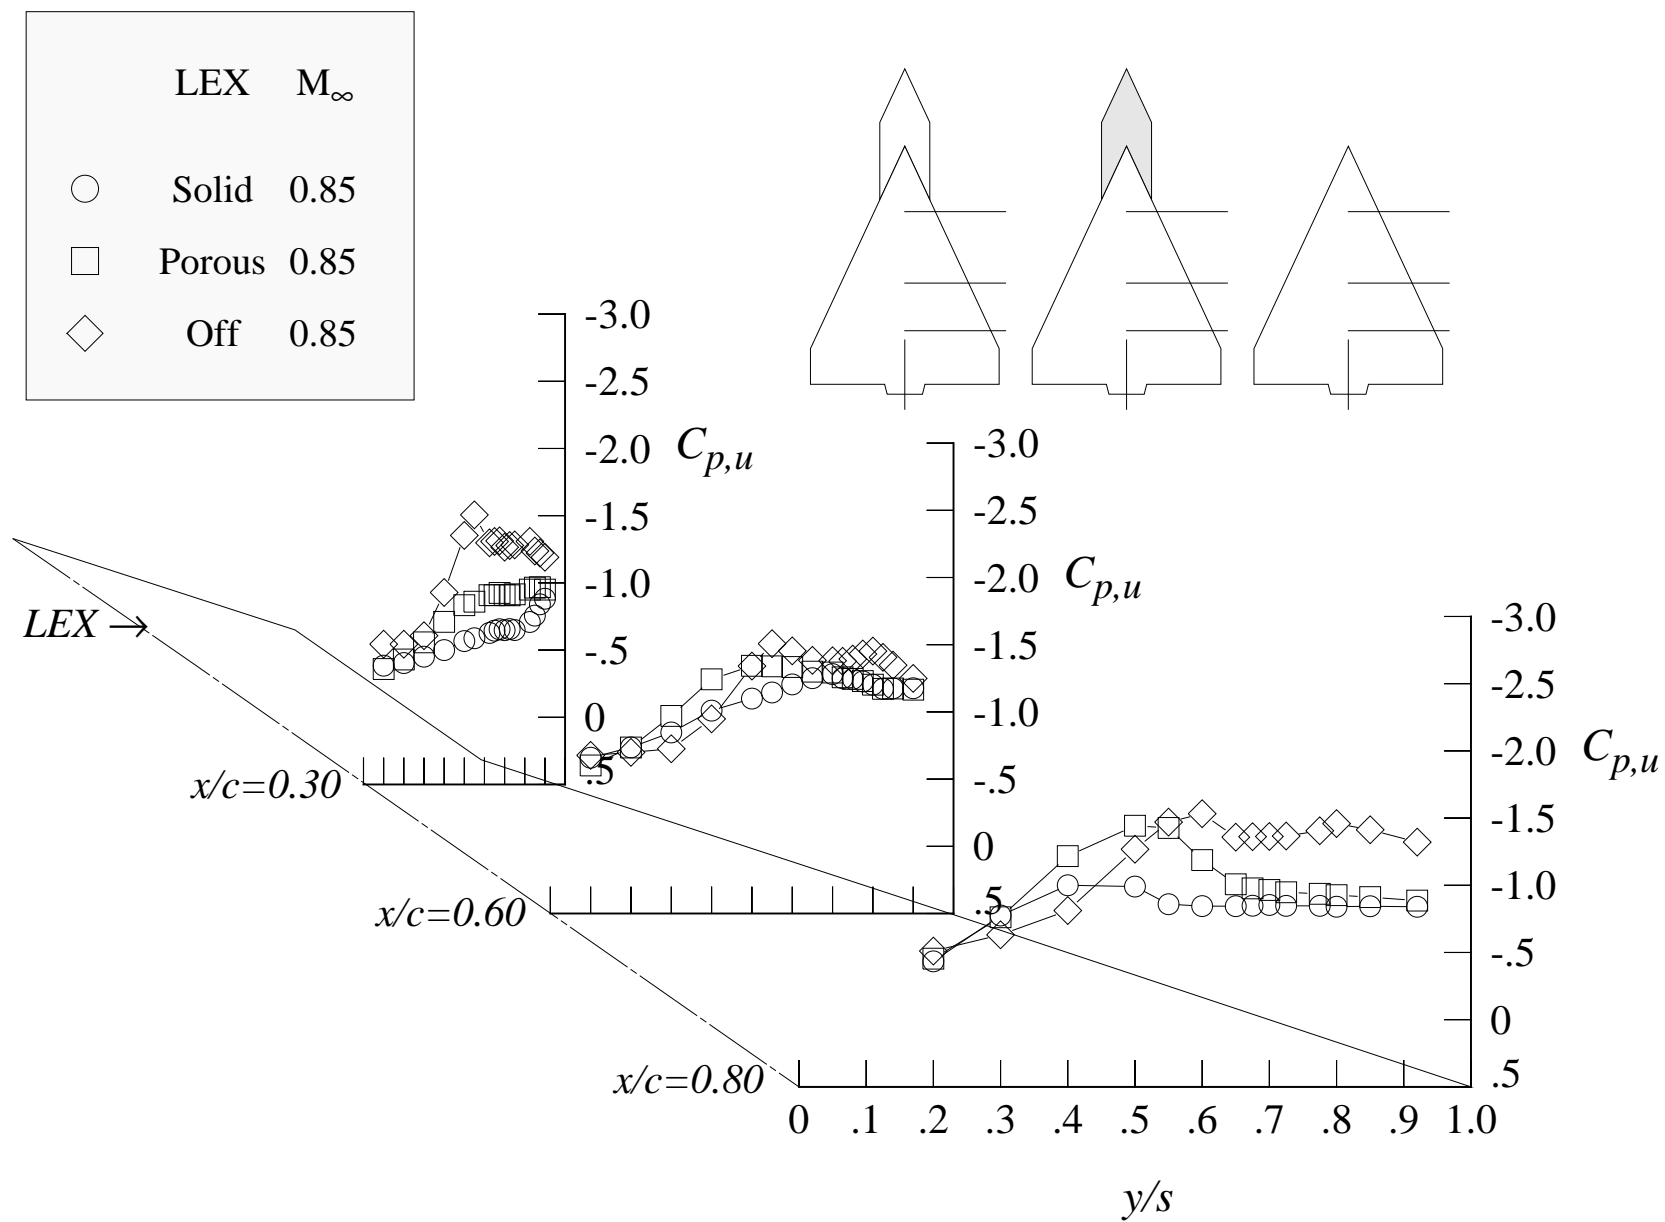 LEX M∞
Solid 0.85
Porous 0.85
Off 0.85
-3.0
-2.5
-2.0 Cp,u
-1.5
-1.0
-.5
0
.5
x/c=0.30
LEX →
-3.0
-2.5
-2.0 Cp,u
-1.5
-1.0
-.5
0
.5
x/c=0.60
-3.0
-2.5
-2.0 Cp,u
-1.5
-1.0
-.5
0
.5
x/c=0.80
0 .1 .2 .3 .4 .5 .6 .7 .8 .9 1.0
y/s